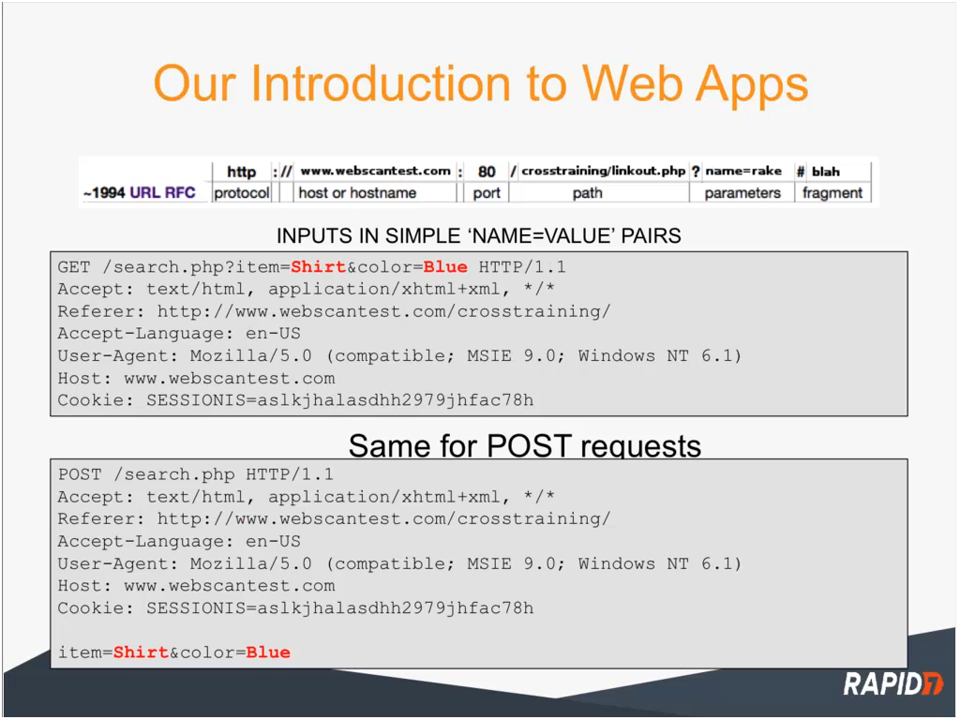 Our Introduction to Web Apps
http :// www.webscantest.com : 80 / crosstraining/linkout.php ? name=rake # blah
~1994 URL RFC protocol host or hostname port path parameters fragment
INPUTS IN SIMPLE ‘NAME=VALUE’ PAIRS
GET /search.php?item=Shirt&color=Blue HTTP/1.1
Accept: text/html, application/xhtml+xml, */*
Referer: http://www.webscantest.com/crosstraining/
Accept-Language: en-US
User-Agent: Mozilla/5.0 (compatible; MSIE 9.0; Windows NT 6.1)
Host: www.webscantest.com
Cookie: SESSIONIS=aslkjhalasdhh2979jhfac78h
Same for POST requests
POST /search.php HTTP/1.1
Accept: text/html, application/xhtml+xml, */*
Referer: http://www.webscantest.com/crosstraining/
Accept-Language: en-US
User-Agent: Mozilla/5.0 (compatible; MSIE 9.0; Windows NT 6.1)
Host: www.webscantest.com
Cookie: SESSIONIS=aslkjhalasdhh2979jhfac78h
item=Shirt&color=Blue
RAPID7